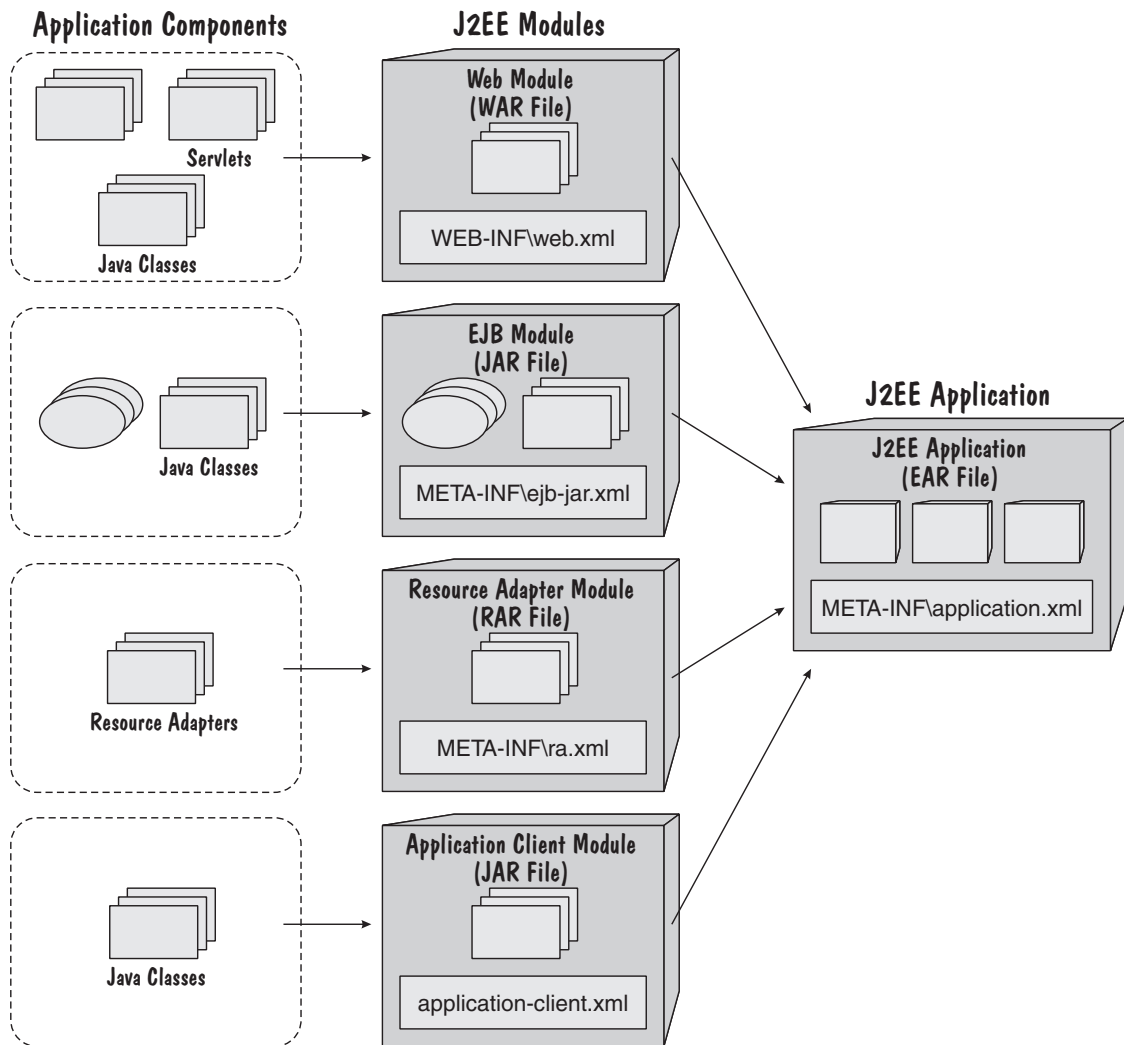 Application Components
J2EE Modules
Servlets
Java Classes
Web Module
(WAR File)
WEB-INF\web.xml
Java Classes
EJB Module
(JAR File)
META-INF\ejb-jar.xml
J2EE Application
J2EE Application
(EAR File)
META-INF\application.xml
Resource Adapters
Resource Adapter Module
(RAR File)
META-INF\ra.xml
Java Classes
Application Client Module
(JAR File)
application-client.xml